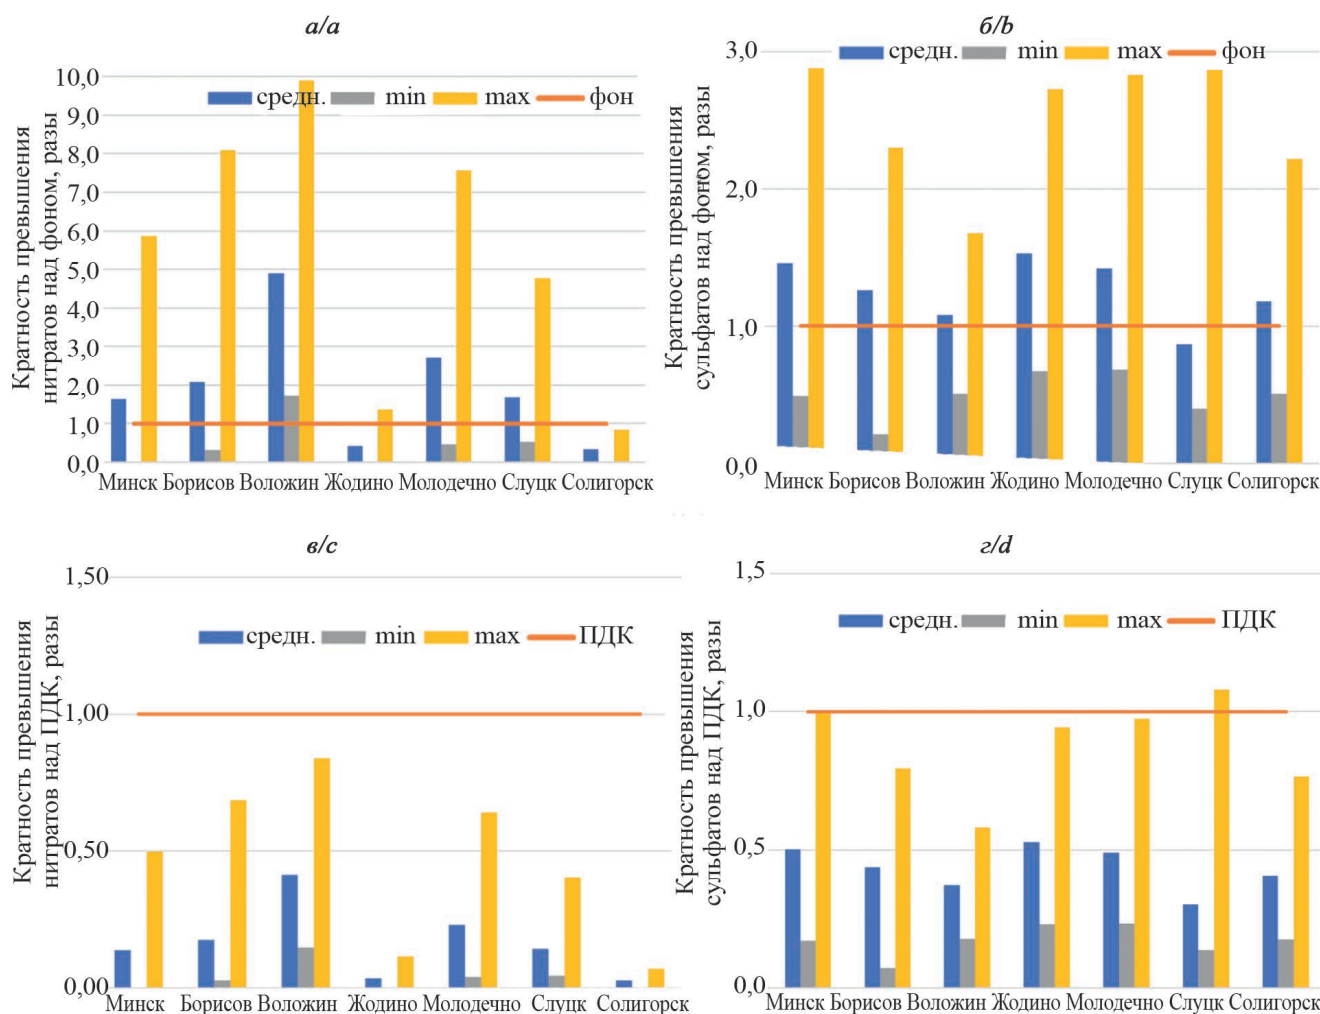 а/a
Кратность превышения
нитратов над фоном, разы
10,0
9,0
8,0
7,0
6,0
5,0
4,0
3,0
2,0
1,0
0,0
средн. min max фон
Минск Борисов Воложин Жодино Молодечно Слуцк Солигорск
б/b
Кратность превышения
сульфатов над фоном, разы
3,0
2,0
1,0
0,0
средн. min max фон
Минск Борисов Воложин Жодино Молодечно Слуцк Солигорск
в/c
Кратность превышения
нитратов над ПДК, разы
1,50
1,00
0,50
0,00
средн. min max ПДК
Минск Борисов Воложин Жодино Молодечно Слуцк Солигорск
г/d
Кратность превышения
сульфатов над ПДК, разы
1,5
1,0
0,5
0,0
средн. min max ПДК
Минск Борисов Воложин Жодино Молодечно Слуцк Солигорск